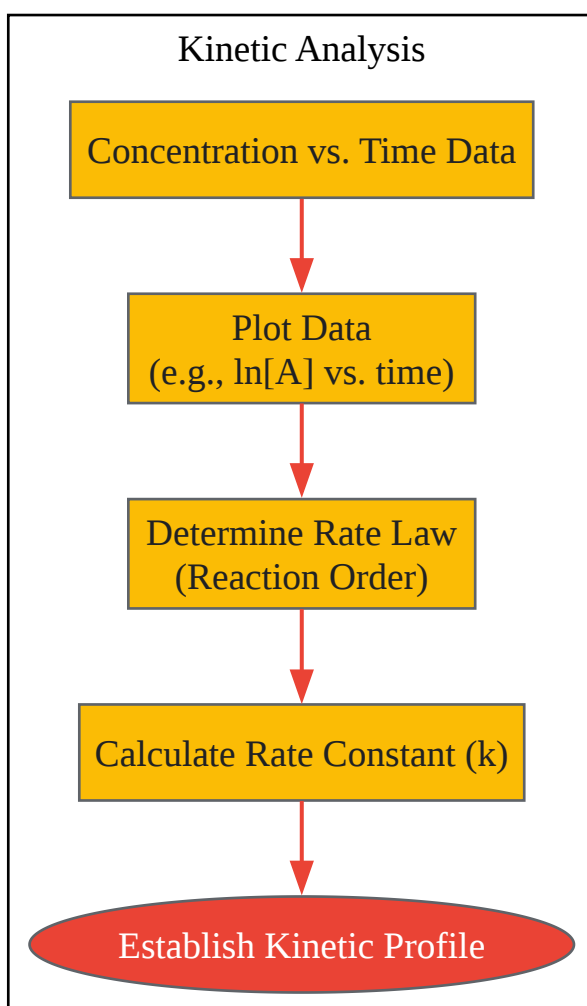 Kinetic Analysis
Concentration vs. Time Data
Plot Data
(e.g., ln[A] vs. time)
Determine Rate Law
(Reaction Order)
Calculate Rate Constant (k)
Establish Kinetic Profile